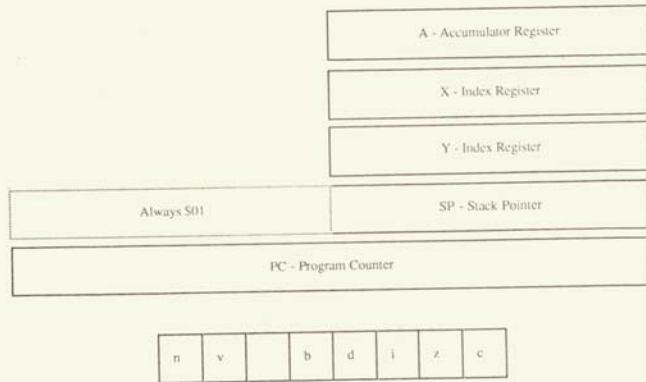 A - Accumulator Register
X - Index Register
Y - Index Register
Always $01
SP - Stack Pointer
PC - Program Counter
n v b d i z c